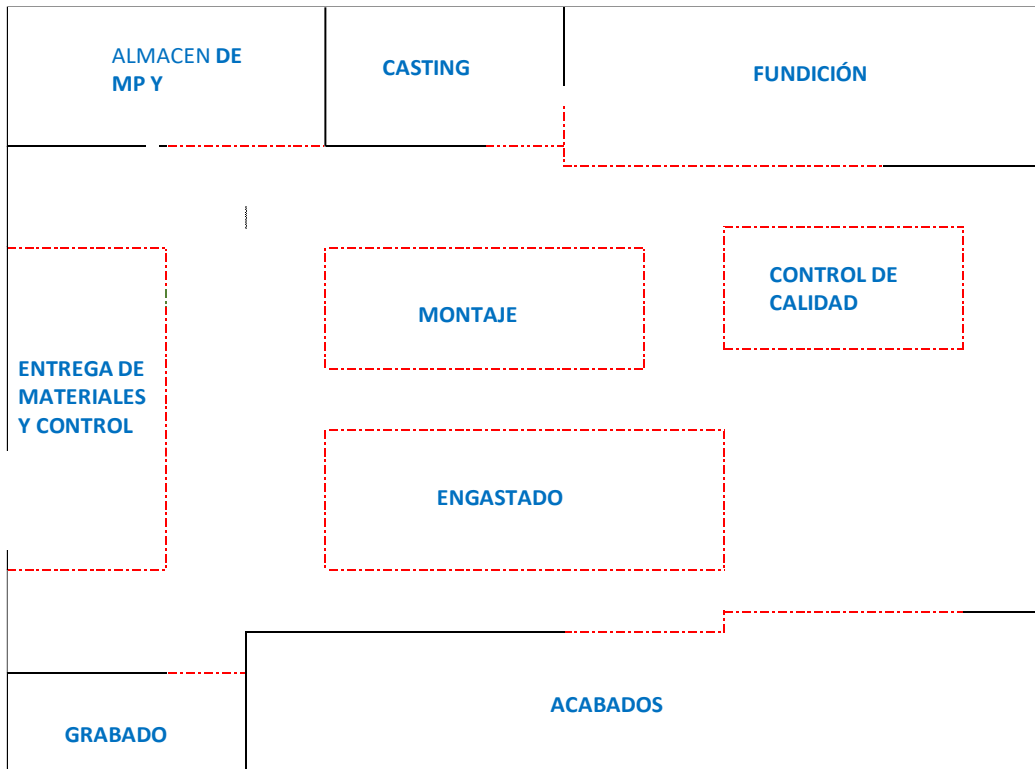 ALMACEN DE
MP Y
CASTING
FUNDICIÓN
CONTROL DE
CALIDAD
MONTAJE
ENTREGA DE
MATERIALES
Y CONTROL
ENGASTADO
ACABADOS
GRABADO